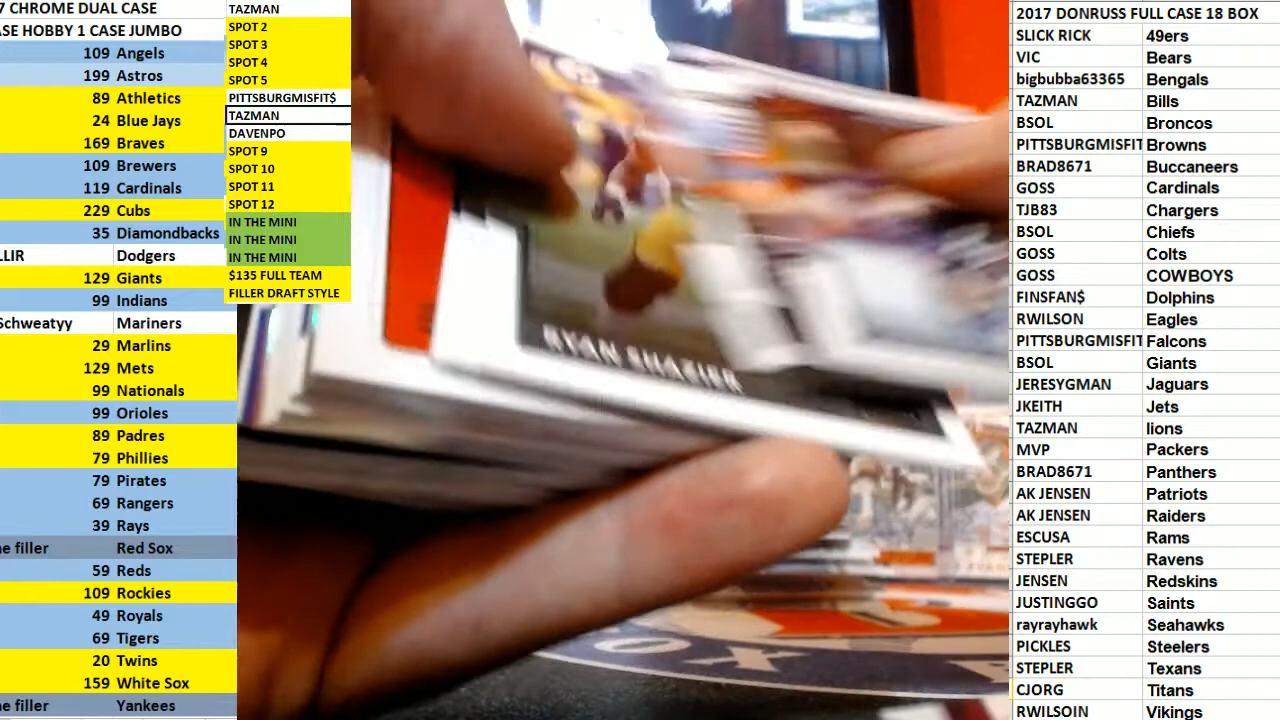 7 CHROME DUAL CASE
ASE HOBBY 1 CASE JUMBO
109 Angels
199 Astros
89 Athletics
24 Blue Jays
169 Braves
109 Brewers
119 Cardinals
229 Cubs
35 Diamondbacks
LLIR Dodgers
129 Giants
99 Indians
Schweatyy Mariners
29 Marlins
129 Mets
99 Nationals
99 Orioles
89 Padres
79 Phillies
79 Pirates
69 Rangers
39 Rays
ne filler Red Sox
59 Reds
109 Rockies
49 Royals
69 Tigers
20 Twins
159 White Sox
ne filler Yankees
TAZMAN
SPOT 2
SPOT 3
SPOT 4
SPOT 5
PITTSBURGMISFIT$
TAZMAN
DAVENPO
SPOT 9
SPOT 10
SPOT 11
SPOT 12
IN THE MINI
IN THE MINI
IN THE MINI
$135 FULL TEAM
FILLER DRAFT STYLE
RYAN SHAZIER
OX
2017 DONRUSS FULL CASE 18 BOX
SLICK RICK 49ers
VIC Bears
bigbubba63365 Bengals
TAZMAN Bills
BSOL Broncos
PITTSBURGMISFIT Browns
BRAD8671 Buccaneers
GOSS Cardinals
TJB83 Chargers
BSOL Chiefs
GOSS Colts
GOSS COWBOYS
FINSFAN$ Dolphins
RWILSON Eagles
PITTSBURGMISFIT Falcons
BSOL Giants
JERESYGMAN Jaguars
JKEITH Jets
TAZMAN lions
MVP Packers
BRAD8671 Panthers
AK JENSEN Patriots
AK JENSEN Raiders
ESCUSA Rams
STEPLER Ravens
JENSEN Redskins
JUSTINGGO Saints
rayrayhawk Seahawks
PICKLES Steelers
STEPLER Texans
CJORG Titans
RWILSOIN Vikings